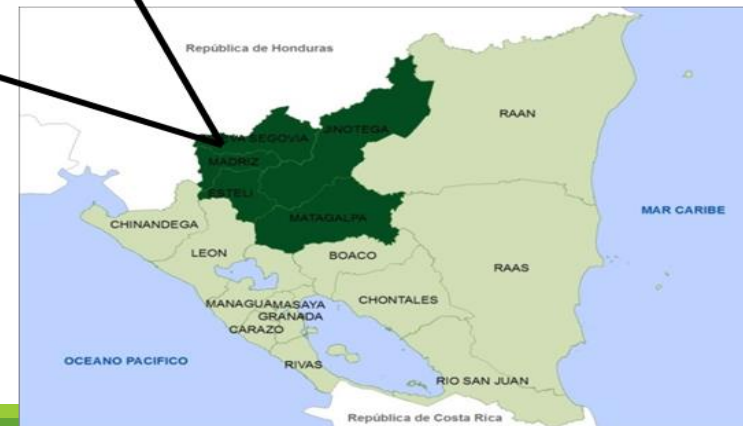 República de Honduras
RAAN
JINOTEGA
SEGOVIA
MADRIZ
ESTELI
MAR CARIBE
MATAGALPA
CHINANDEGA
LEON
BOACO
RAAS
MANAGUA
MASAYA
CHONTALES
GRANADA
CARAZO
OCEANO PACIFICO
RIVAS
RIO SAN JUAN
República de Costa Rica